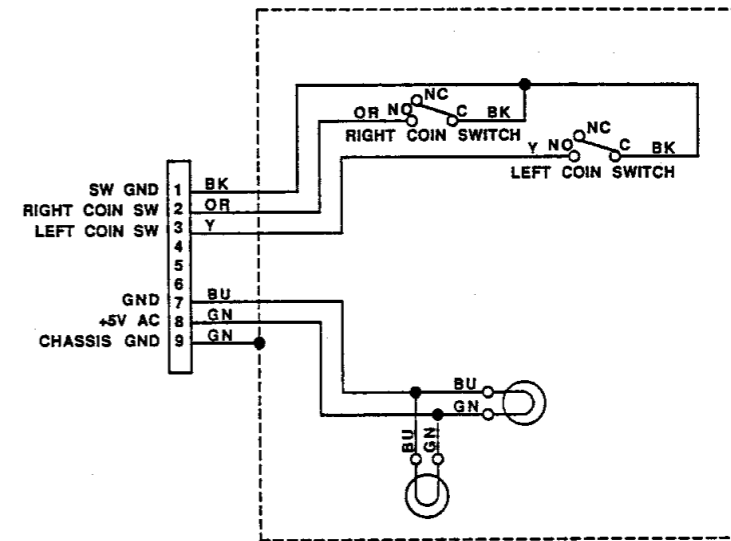 NC
OR NO C BK
RIGHT COIN SWITCH
NC
Y NO C BK
LEFT COIN SWITCH
SW GND 1 BK
RIGHT COIN SW 2 OR
LEFT COIN SW 3 Y
4
5
6
GND 7 BU
+5V AC 8 GN
CHASSIS GND 9 GN
BU
GN
BU GN